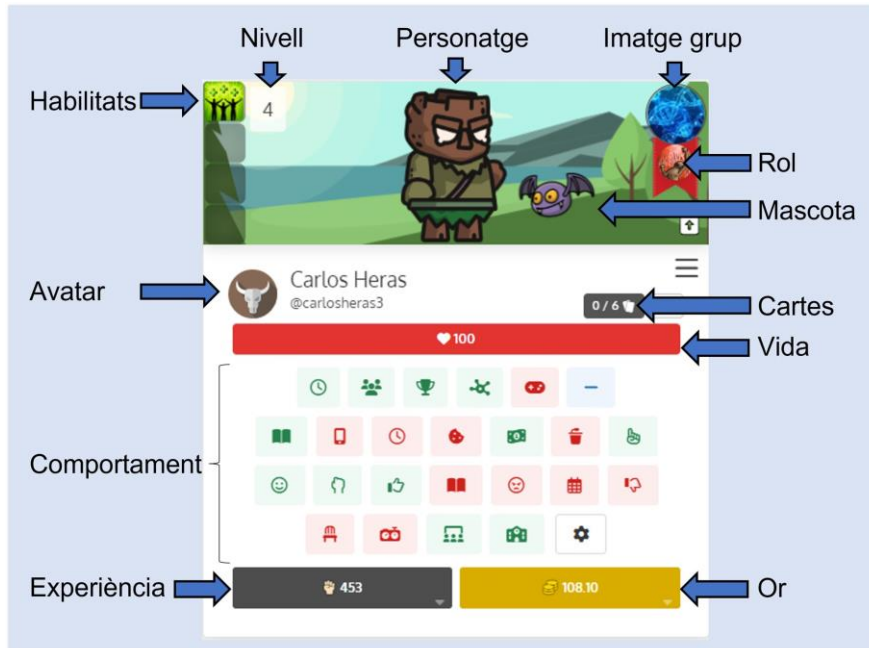 Nivell Personatge Imatge grup
Habilitats
4
Rol
Mascota
Avatar
Carlos Heras
@carlosheras3
0 / 6
Cartes
100
Vida
Comportament
Experiència
453
108.10
Or